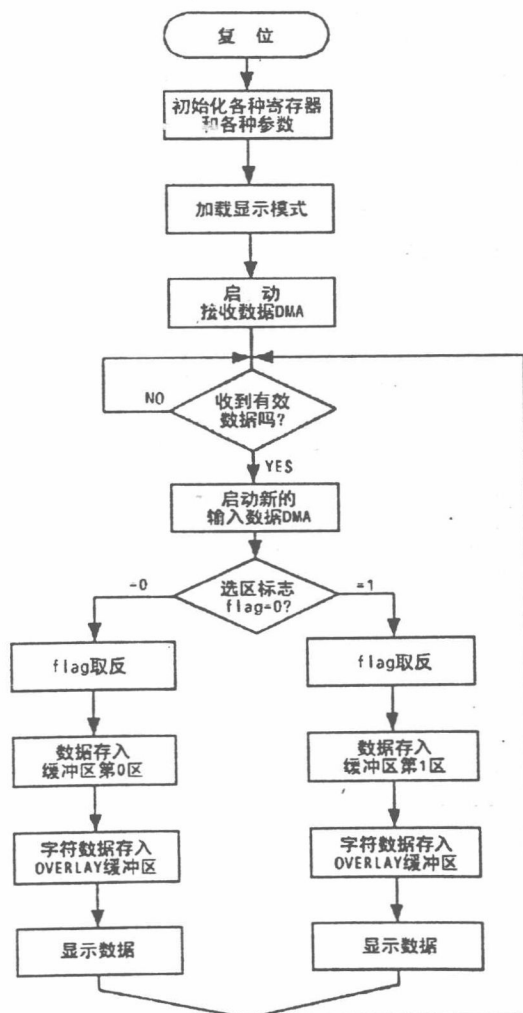 复 位
初始化各种寄存器
和各种参数
加载显示模式
启 动
接收数据DMA
NO
收到有效
数据吗?
YES
启动新的
输入数据DMA
=0
选区标志
flag=0?
=1
flag取反
flag取反
数据存入
缓冲区第0区
数据存入
缓冲区第1区
字符数据存入
OVERLAY缓冲区
字符数据存入
OVERLAY缓冲区
显示数据
显示数据